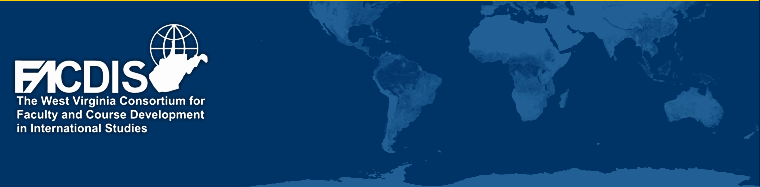 FACDIS
The West Virginia Consortium for
Faculty and Course Development
in International Studies